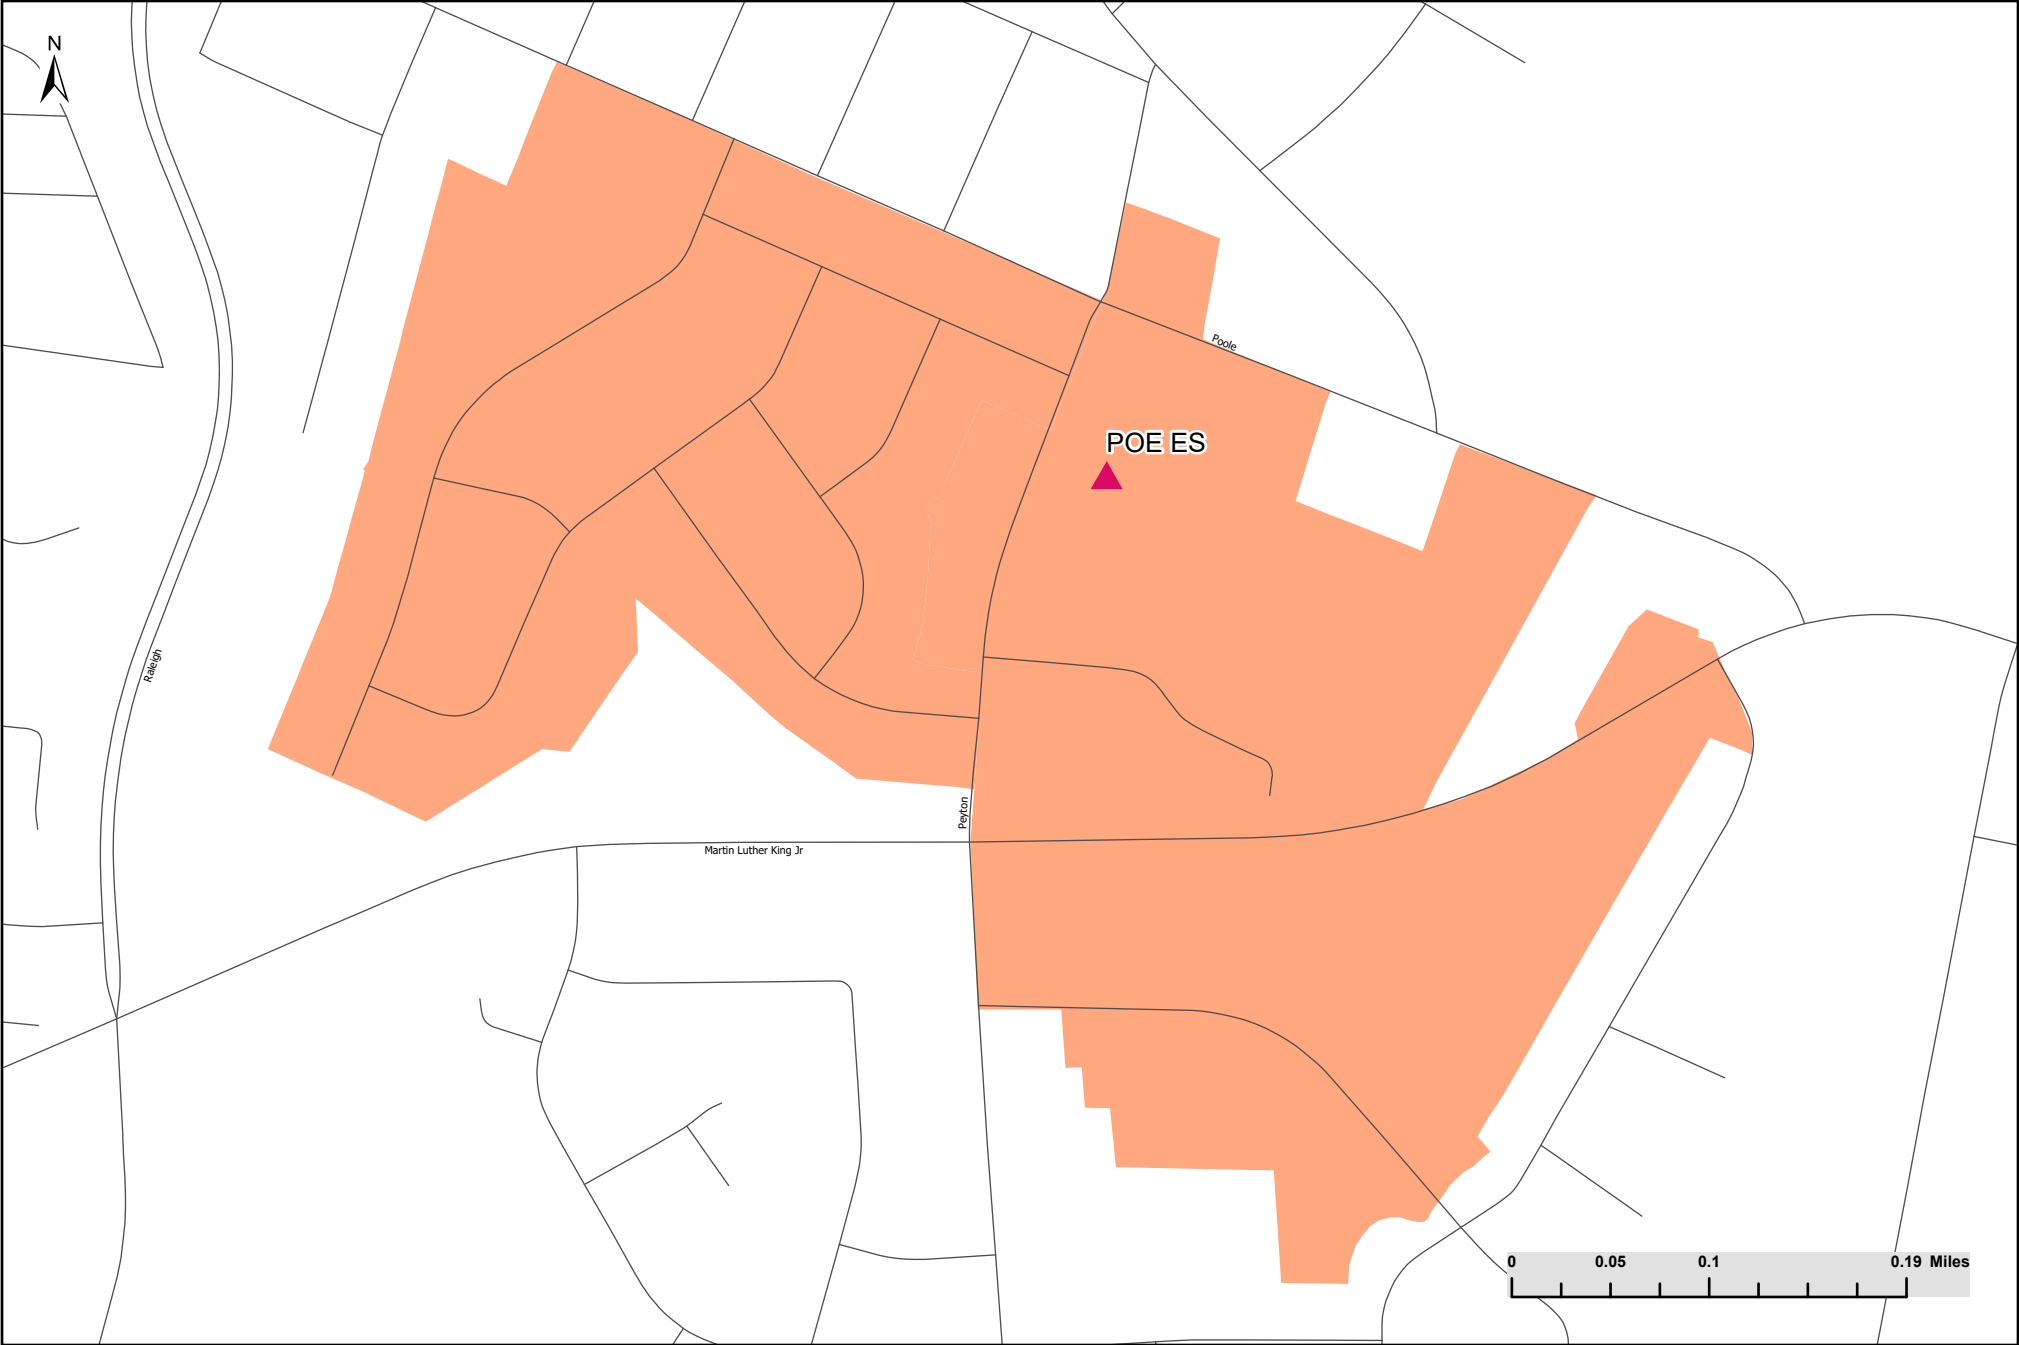 N
Poole
POE ES
Raleigh
Peyton
Martin Luther King Jr
0 0.05 0.1 0.19 Miles